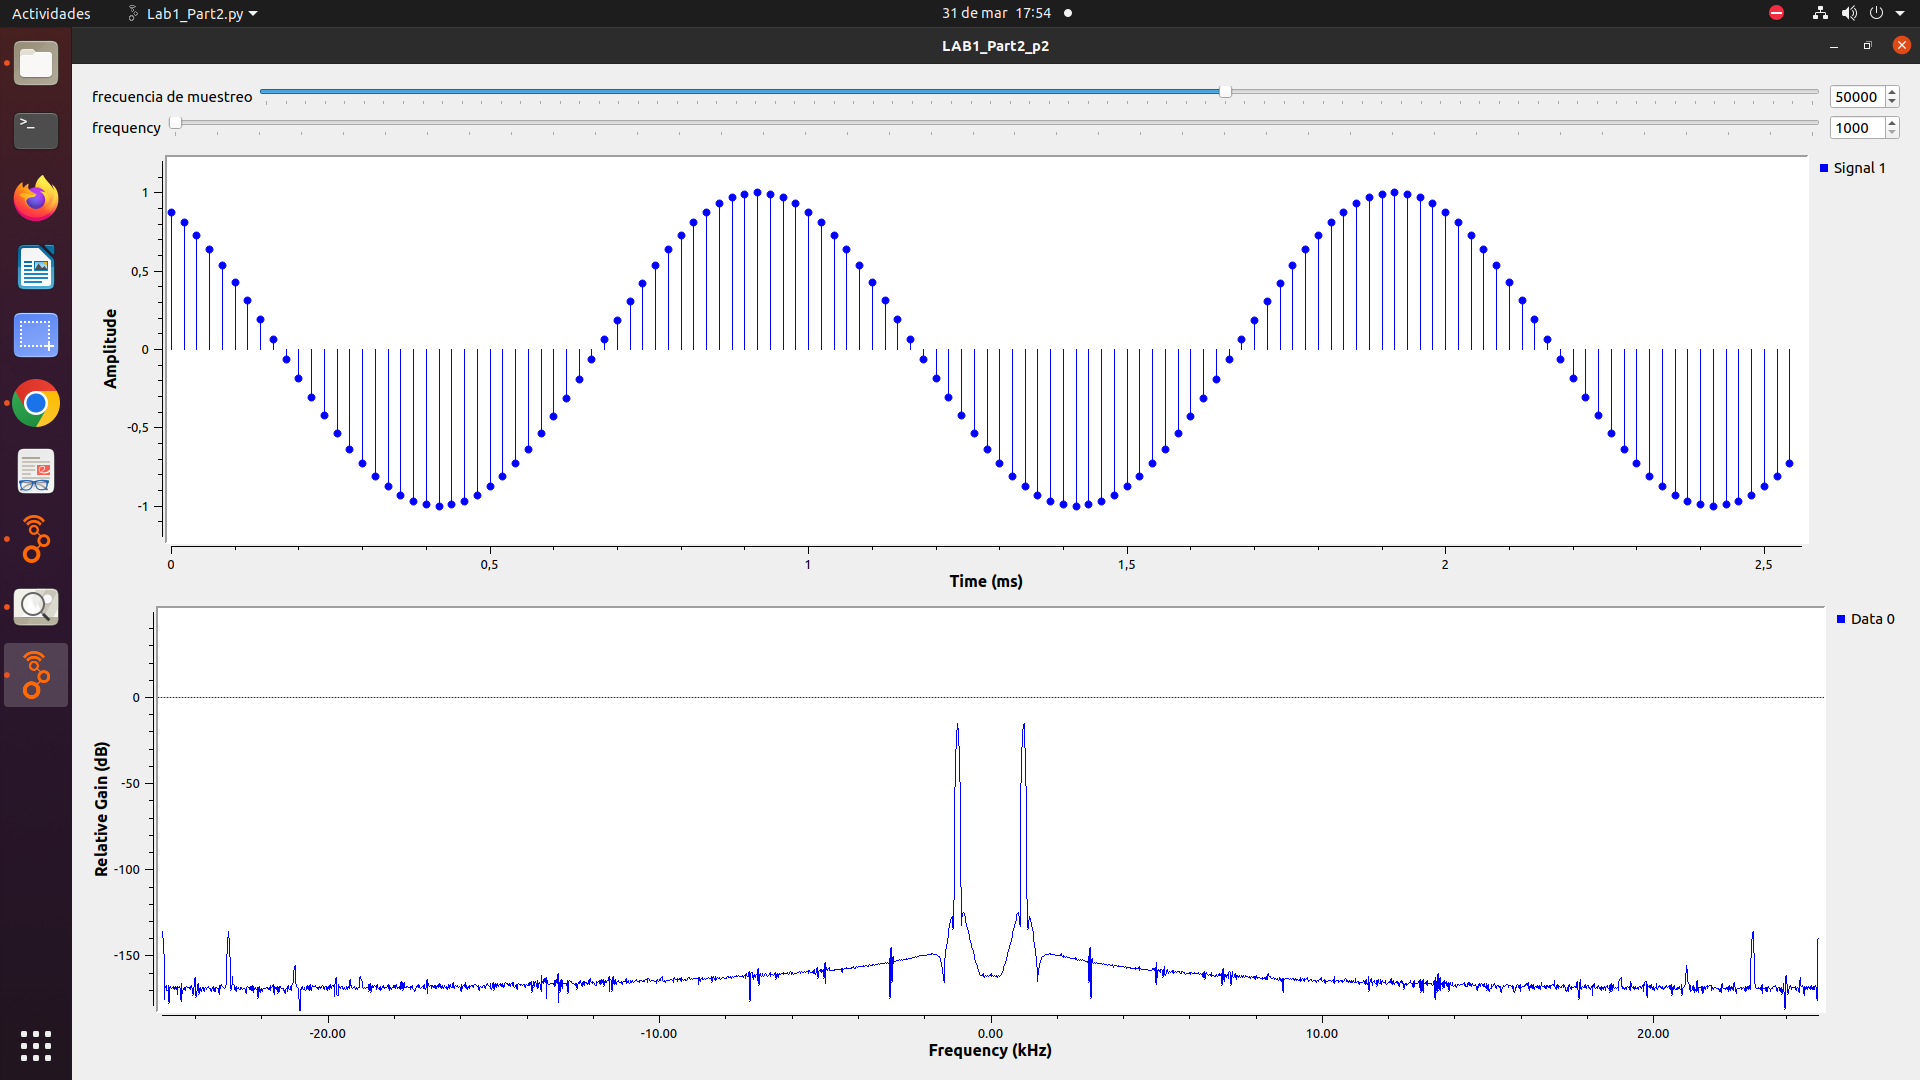 Actividades
Lab1_Part2.py
31 de mar 17:54
LAB1_Part2_p2
frecuencia de muestreo
50000
frequency
1000
Signal 1
1
0,5
0
-0,5
-1
Amplitude
0
0,5
1
1,5
2
2,5
Time (ms)
Data 0
0
-50
-100
-150
Relative Gain (dB)
-20.00
-10.00
0.00
10.00
20.00
Frequency (kHz)